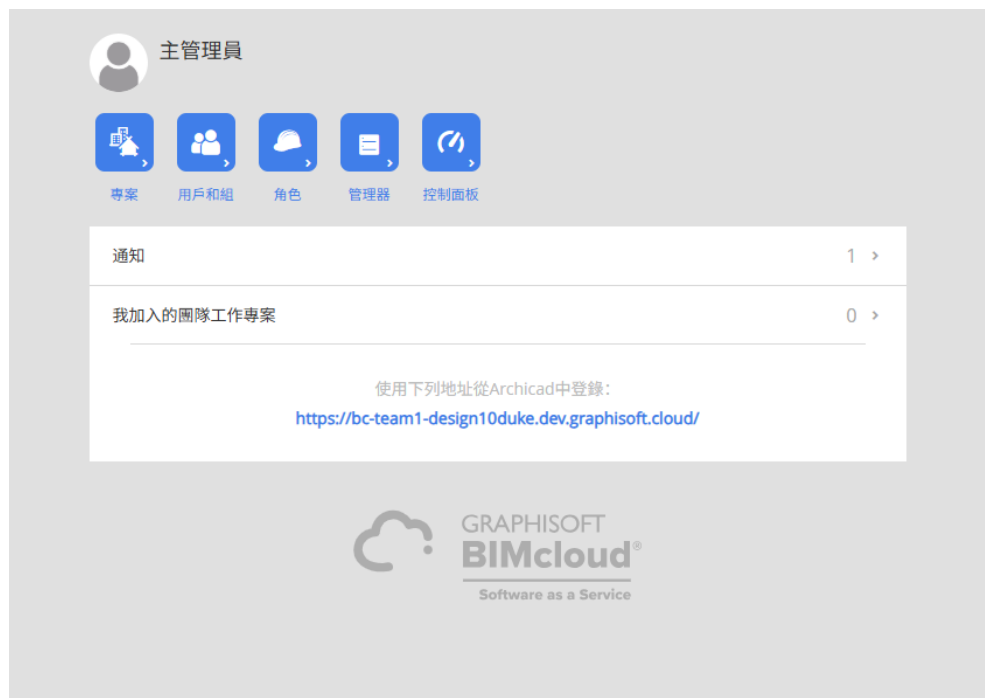 主管理員
專案 用戶和組 角色 管理器 控制面板
通知 1
我加入的團隊工作專案 0
使用下列地址從Archicad中登錄:
https://bc-team1-design10duke.dev.graphisoft.cloud/
GRAPHISOFT
BIMcloud®
Software as a Service